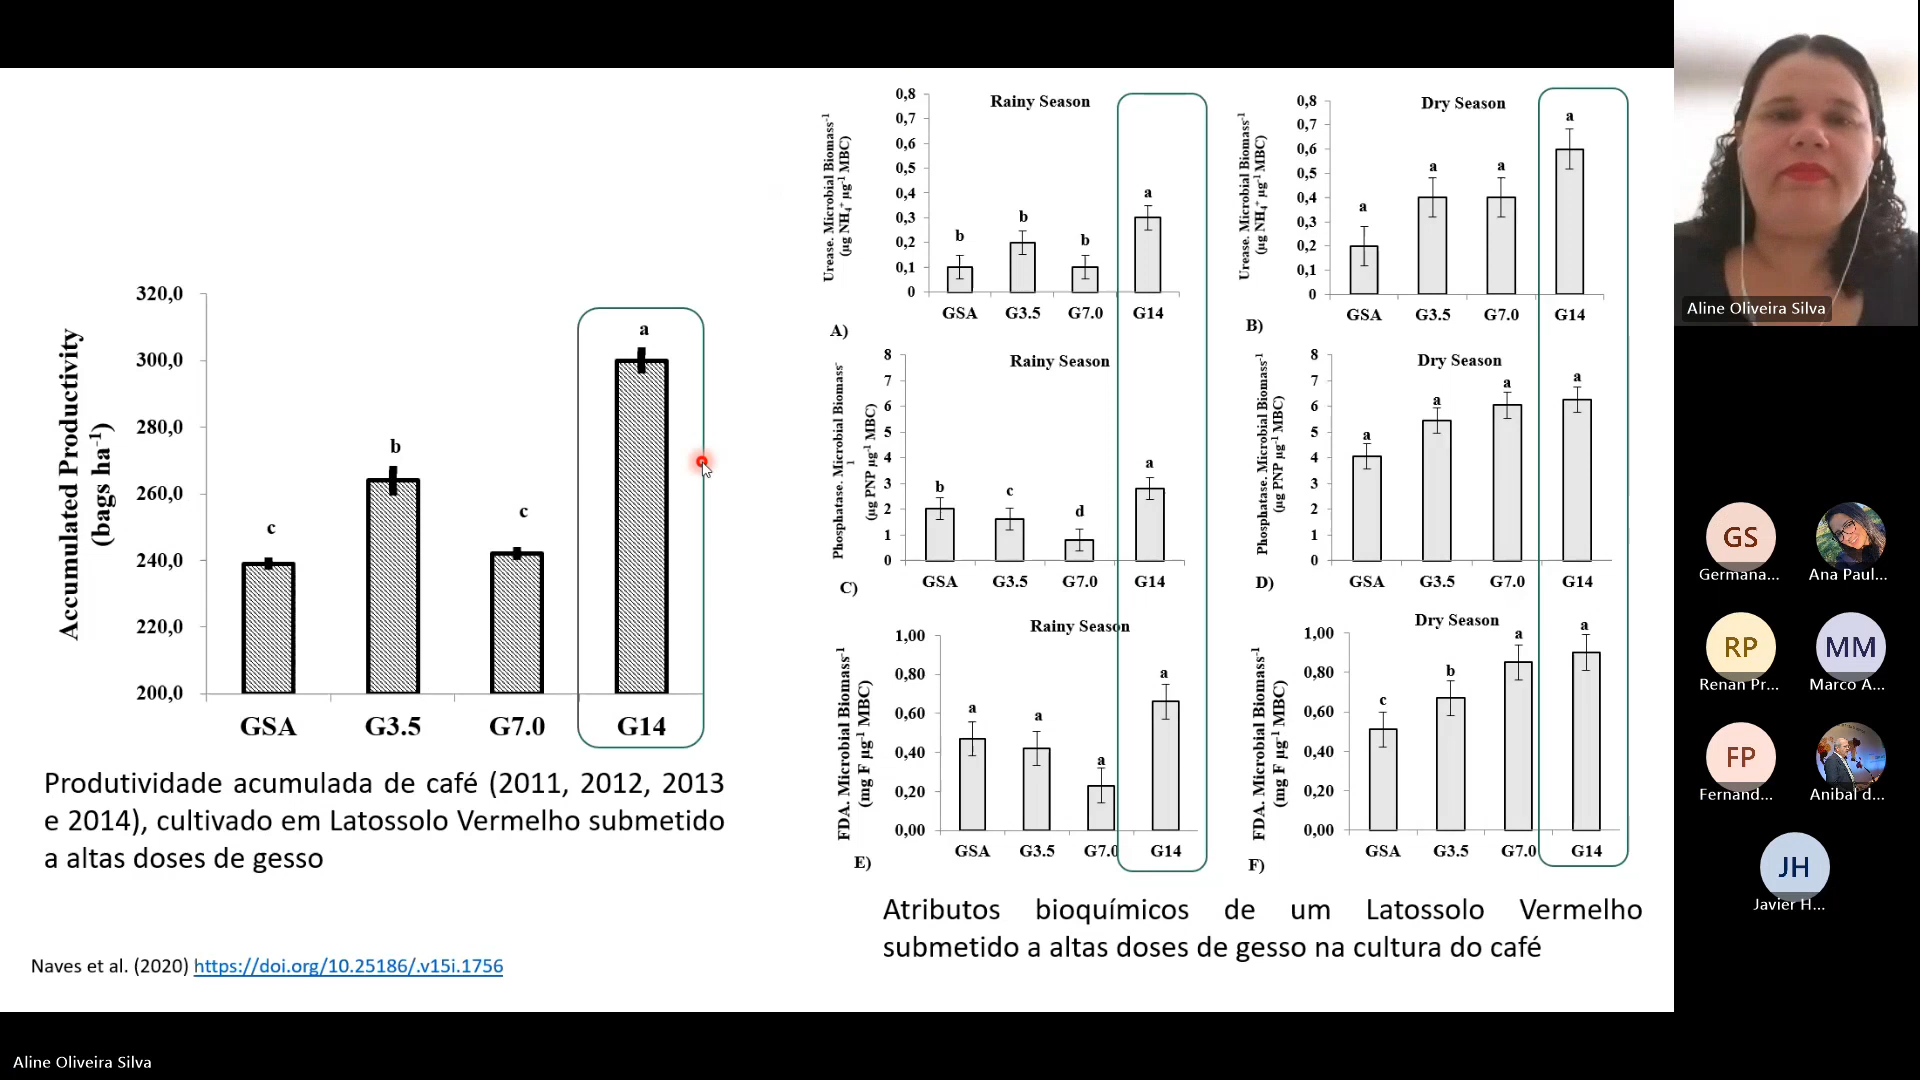 320,0
300,0
280,0
260,0
240,0
220,0
200,0
Accumulated Productivity
(bags ha⁻¹)
c
b
c
a
GSA G3.5 G7.0 G14
Produtividade acumulada de café (2011, 2012, 2013
e 2014), cultivado em Latossolo Vermelho submetido
a altas doses de gesso
Naves et al. (2020) https://doi.org/10.25186/.v15i.1756
Rainy Season
Urease. Microbial Biomass⁻¹
(µg NH₄⁺ µg⁻¹ MBC)
0,8
0,7
0,6
0,5
0,4
0,3
0,2
0,1
0
b b b a
GSA G3.5 G7.0 G14
A)
Dry Season
Urease. Microbial Biomass⁻¹
(µg NH₄⁺ µg⁻¹ MBC)
0,8
0,7
0,6
0,5
0,4
0,3
0,2
0,1
0
a a a a
GSA G3.5 G7.0 G14
B)
Rainy Season
Phosphatase. Microbial Biomass⁻
1
(µg PNP µg⁻¹ MBC)
8
7
6
5
4
3
2
1
0
b c d a
GSA G3.5 G7.0 G14
C)
Dry Season
Phosphatase. Microbial Biomass⁻¹
(µg PNP µg⁻¹ MBC)
8
7
6
5
4
3
2
1
0
a a a a
GSA G3.5 G7.0 G14
D)
Rainy Season
FDA. Microbial Biomass⁻¹
(mg F µg⁻¹ MBC)
1,00
0,80
0,60
0,40
0,20
0,00
a a a a
GSA G3.5 G7.0 G14
E)
Dry Season
FDA. Microbial Biomass⁻¹
(mg F µg⁻¹ MBC)
1,00
0,80
0,60
0,40
0,20
0,00
c b a a
GSA G3.5 G7.0 G14
F)
Atributos bioquímicos de um Latossolo Vermelho
submetido a altas doses de gesso na cultura do café
Aline Oliveira Silva
GS
Germana...
Ana Paul...
RP
Renan Pr...
MM
Marco A...
FP
Fernand...
Anibal d...
JH
Javier H...
Aline Oliveira Silva